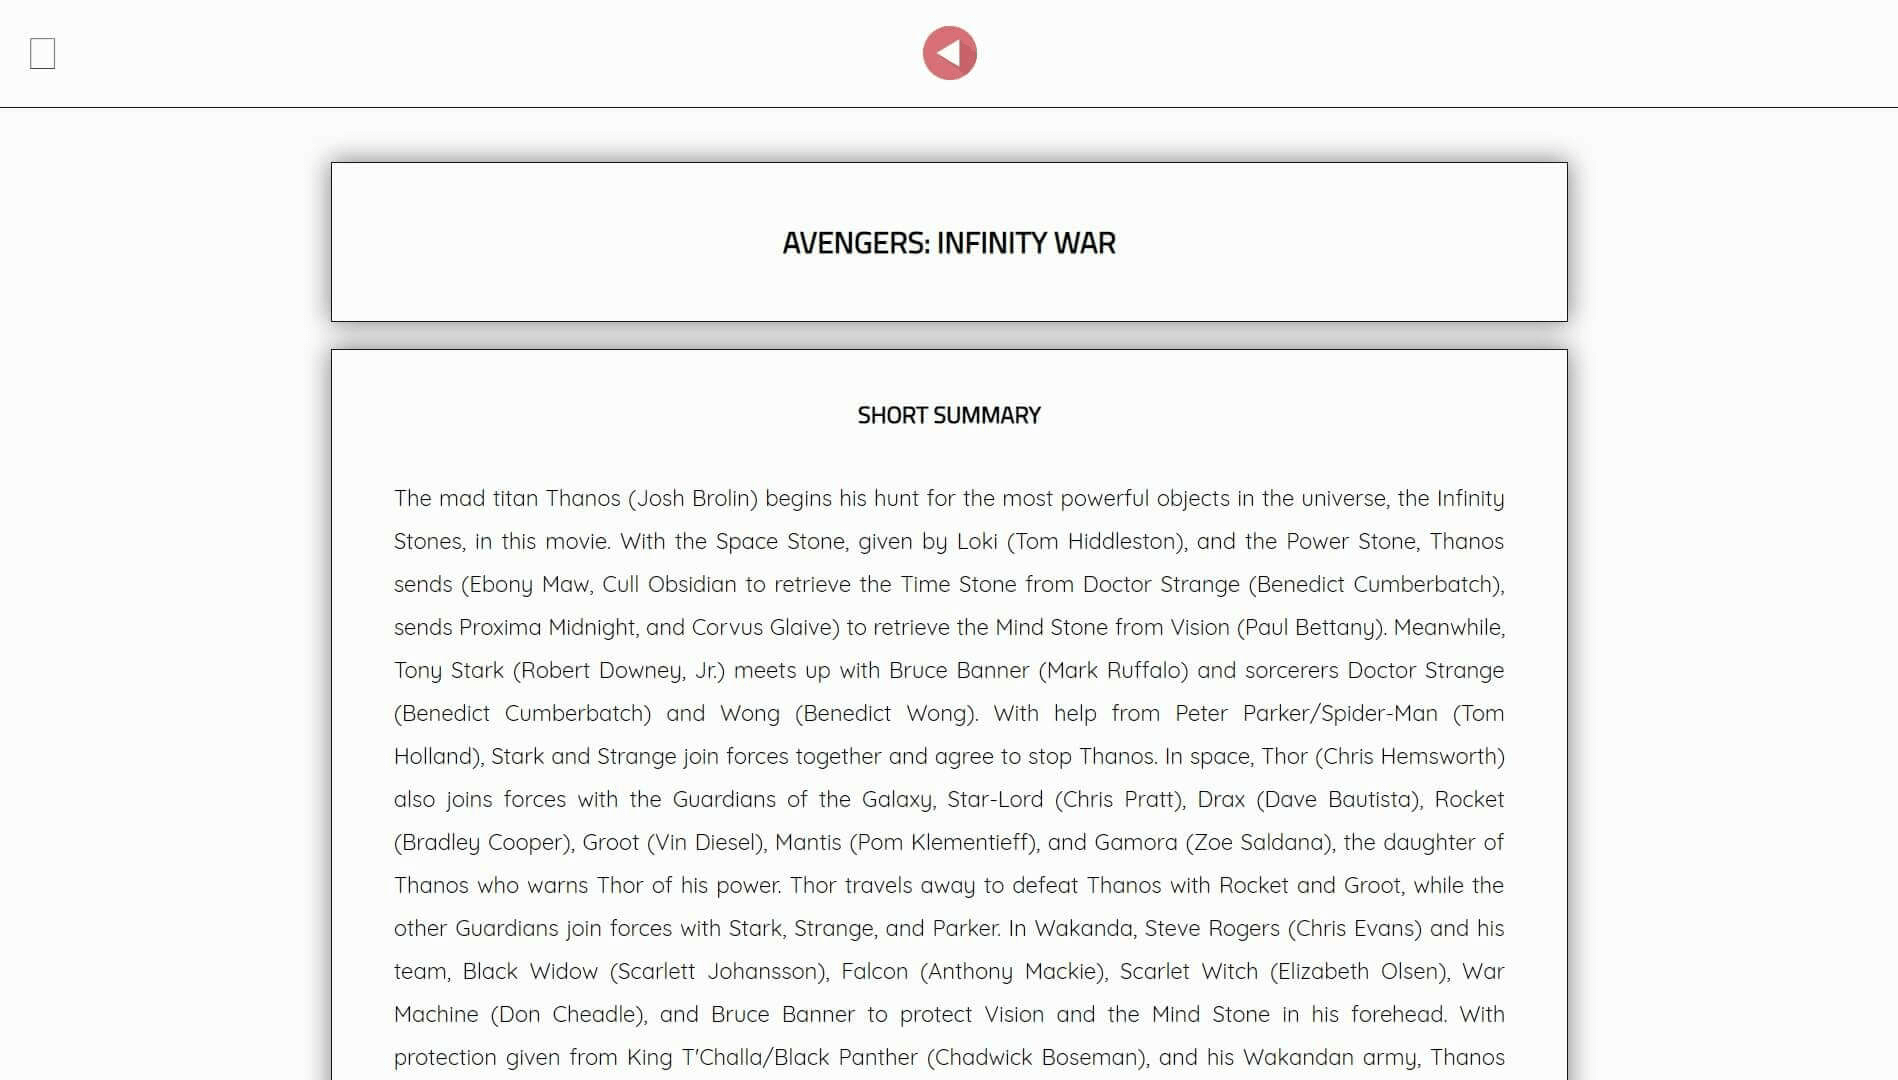 AVENGERS: INFINITY WAR
SHORT SUMMARY
The mad titan Thanos (Josh Brolin) begins his hunt for the most powerful objects in the universe, the Infinity
Stones, in this movie. With the Space Stone, given by Loki (Tom Hiddleston), and the Power Stone, Thanos
sends (Ebony Maw, Cull Obsidian to retrieve the Time Stone from Doctor Strange (Benedict Cumberbatch),
sends Proxima Midnight, and Corvus Glaive) to retrieve the Mind Stone from Vision (Paul Bettany). Meanwhile,
Tony Stark (Robert Downey, Jr.) meets up with Bruce Banner (Mark Ruffalo) and sorcerers Doctor Strange
(Benedict Cumberbatch) and Wong (Benedict Wong). With help from Peter Parker/Spider-Man (Tom
Holland), Stark and Strange join forces together and agree to stop Thanos. In space, Thor (Chris Hemsworth)
also joins forces with the Guardians of the Galaxy, Star-Lord (Chris Pratt), Drax (Dave Bautista), Rocket
(Bradley Cooper), Groot (Vin Diesel), Mantis (Pom Klementieff), and Gamora (Zoe Saldana), the daughter of
Thanos who warns Thor of his power. Thor travels away to defeat Thanos with Rocket and Groot, while the
other Guardians join forces with Stark, Strange, and Parker. In Wakanda, Steve Rogers (Chris Evans) and his
team, Black Widow (Scarlett Johansson), Falcon (Anthony Mackie), Scarlet Witch (Elizabeth Olsen), War
Machine (Don Cheadle), and Bruce Banner to protect Vision and the Mind Stone in his forehead. With
protection given from King T'Challa/Black Panther (Chadwick Boseman), and his Wakandan army, Thanos